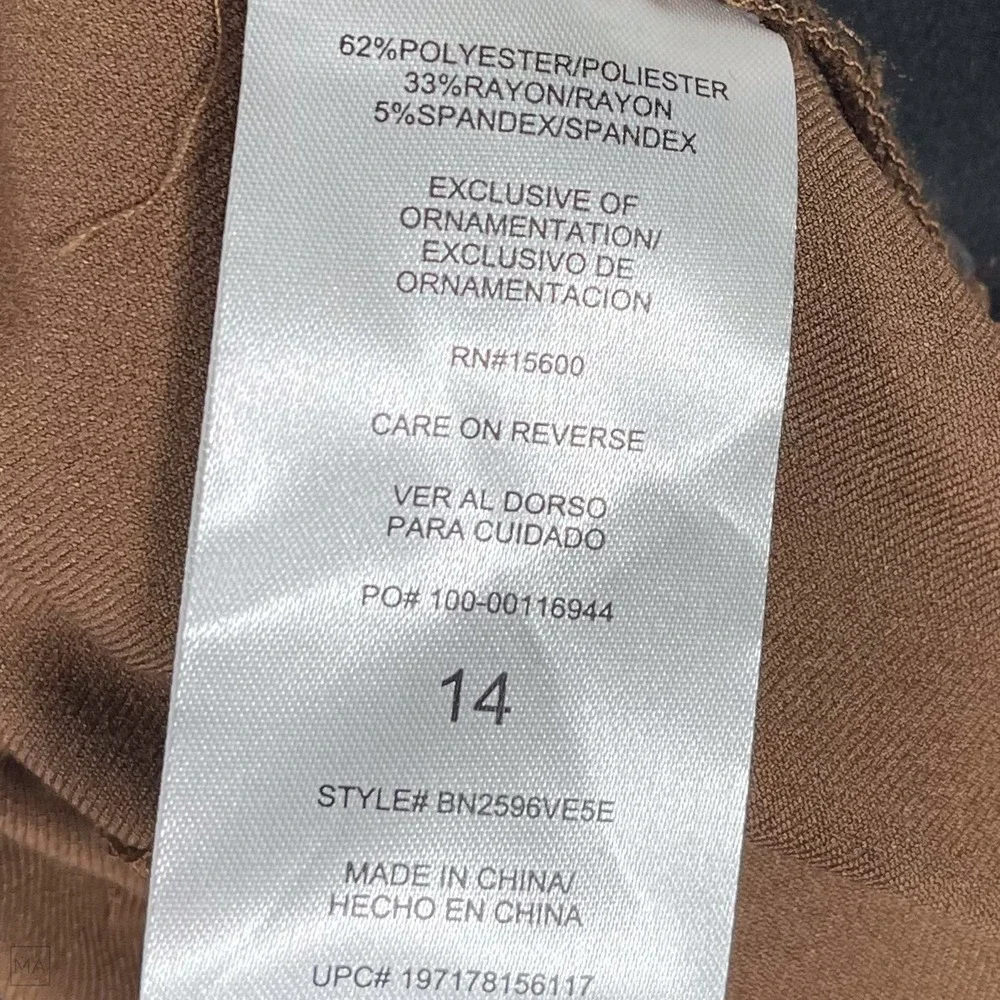 62%POLYESTER/POLIESTER
33%RAYON/RAYON
5%SPANDEX/SPANDEX
EXCLUSIVE OF
ORNAMENTATION/
EXCLUSIVO DE
ORNAMENTACION
RN#15600
CARE ON REVERSE
VER AL DORSO
PARA CUIDADO
PO# 100-00116944
14
STYLE# BN2596VE5E
MADE IN CHINA/
HECHO EN CHINA
UPC# 197178156117
MA